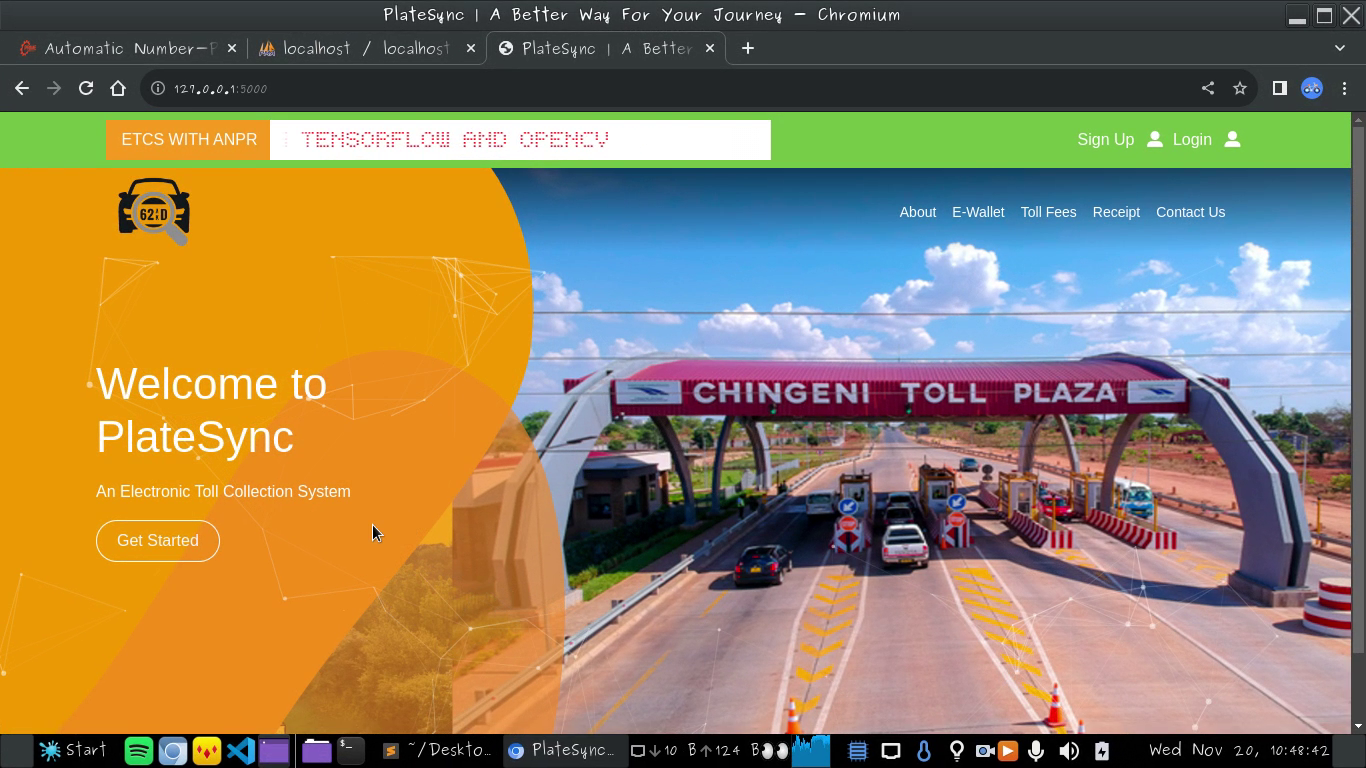 PlateSync | A Better Way For Your Journey – Chromium
Automatic Number-P
localhost / localhost
PlateSync | A Better
127.0.0.1:5000
ETCS WITH ANPR
TENSORFLOW AND OPENCV
Sign Up
Login
62 D
About E-Wallet Toll Fees Receipt Contact Us
CHINGENI TOLL PLAZA
Welcome to
PlateSync
An Electronic Toll Collection System
Get Started
Start
~/Deskto...
PlateSync...
10 B 124 B
Wed Nov 20, 10:48:42